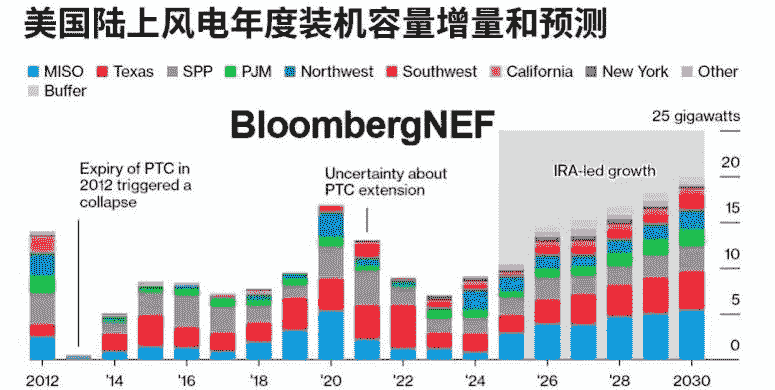 美国陆上风电年度装机容量增量和预测
MISO Texas SPP PJM Northwest Southwest California New York Other
Buffer
BloombergNEF
25 gigawatts
Expiry of PTC in
2012 triggered a
collapse
Uncertainty about
PTC extension
IRA-led growth
20
15
10
5
0
2012 '14 '16 '18 '20 '22 '24 '26 '28 2030